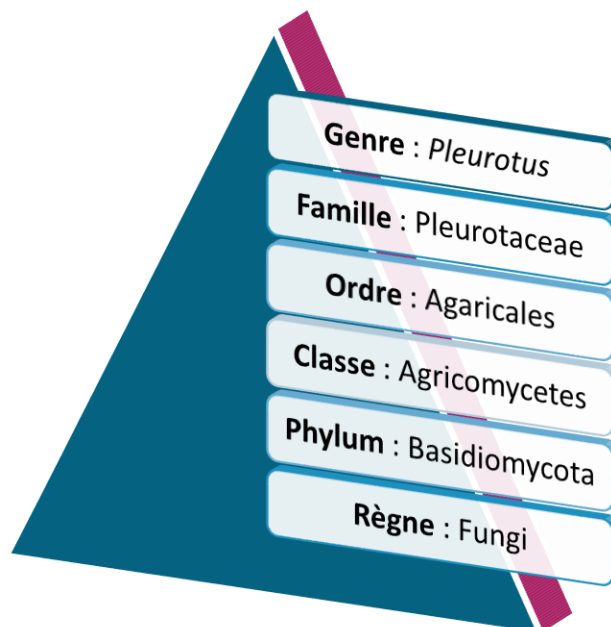 Genre : Pleurotus
Famille : Pleurotaceae
Ordre : Agaricales
Classe : Agricomycetes
Phylum : Basidiomycota
Règne : Fungi